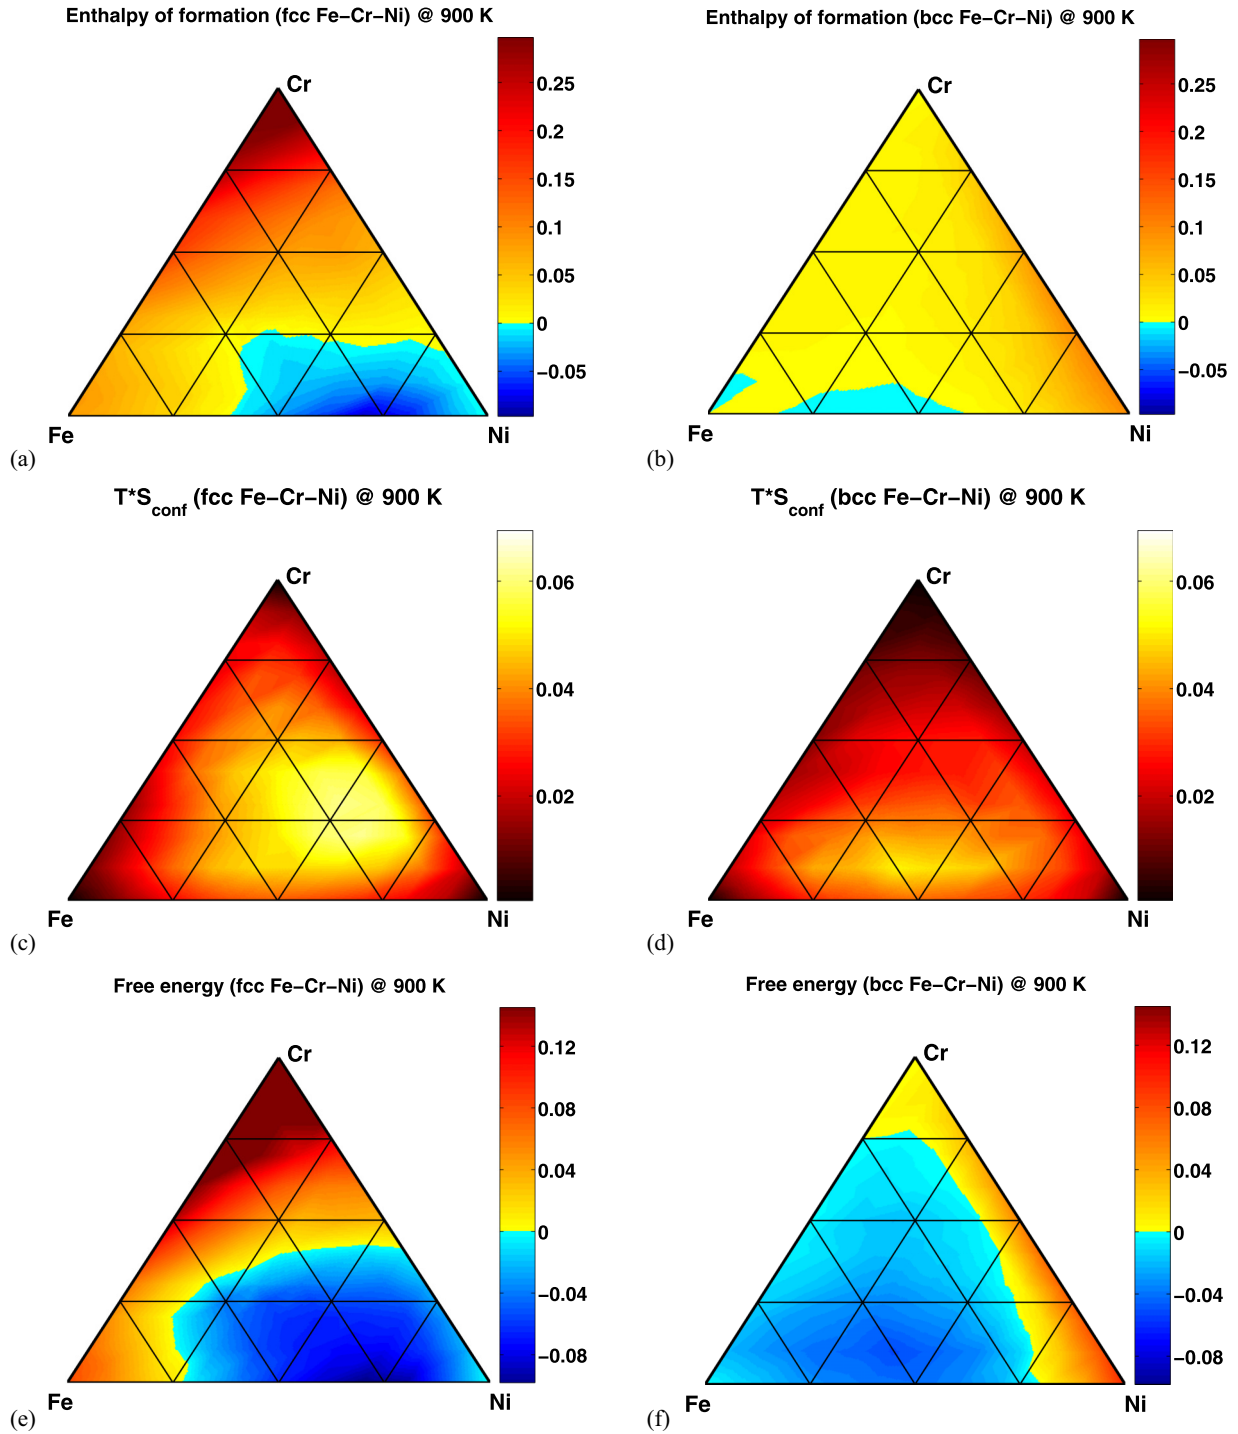 Enthalpy of formation (fcc Fe−Cr−Ni) @ 900 K
Cr
0.25
0.2
0.15
0.1
0.05
0
−0.05
Fe
Ni
(a)
Enthalpy of formation (bcc Fe−Cr−Ni) @ 900 K
Cr
0.25
0.2
0.15
0.1
0.05
0
−0.05
Fe
Ni
(b)
T*Sconf (fcc Fe−Cr−Ni) @ 900 K
Cr
0.06
0.04
0.02
Fe
Ni
(c)
T*Sconf (bcc Fe−Cr−Ni) @ 900 K
Cr
0.06
0.04
0.02
Fe
Ni
(d)
Free energy (fcc Fe−Cr−Ni) @ 900 K
Cr
0.12
0.08
0.04
0
−0.04
−0.08
Fe
Ni
(e)
Free energy (bcc Fe−Cr−Ni) @ 900 K
Cr
0.12
0.08
0.04
0
−0.04
−0.08
Fe
Ni
(f)